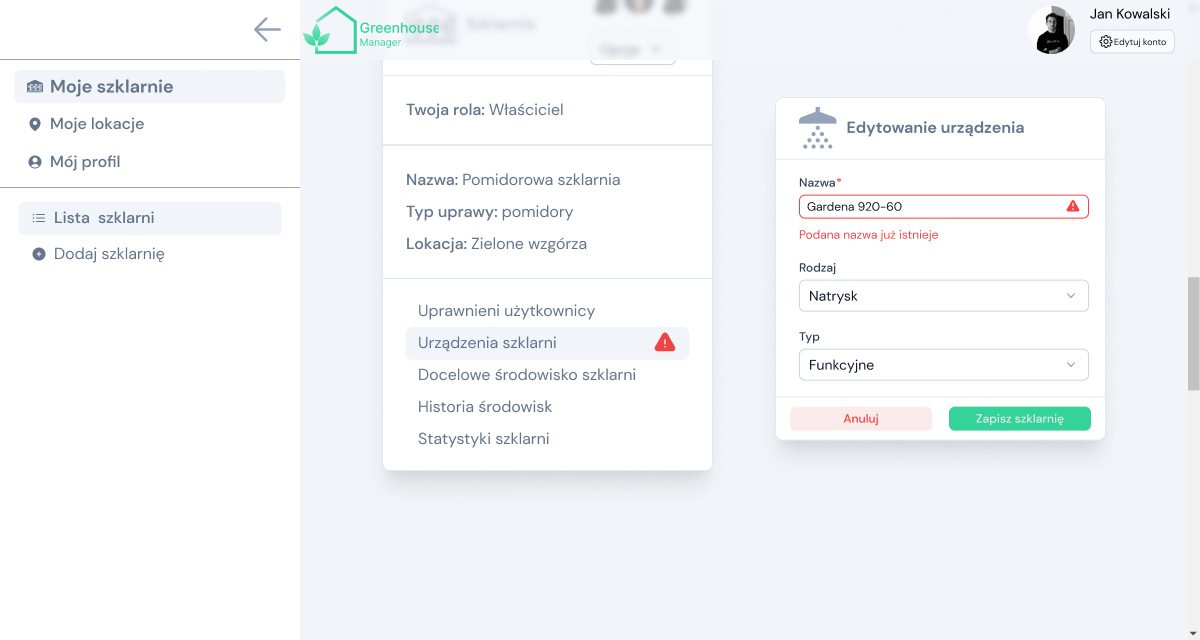 Moje szklarnie
Moje lokacje
Mój profil
Lista szklarni
Dodaj szklarnię
Greenhouse
Manager
Szklarnia
Opcje
Twoja rola: Właściciel
Nazwa: Pomidorowa szklarnia
Typ uprawy: pomidory
Lokacja: Zielone wzgórza
Uprawnieni użytkownicy
Urządzenia szklarni
Docelowe środowisko szklarni
Historia środowisk
Statystyki szklarni
Jan Kowalski
Edytuj konto
Edytowanie urządzenia
Nazwa*
Gardena 920-60
Podana nazwa już istnieje
Rodzaj
Natrysk
Typ
Funkcyjne
Anuluj
Zapisz szklarnię